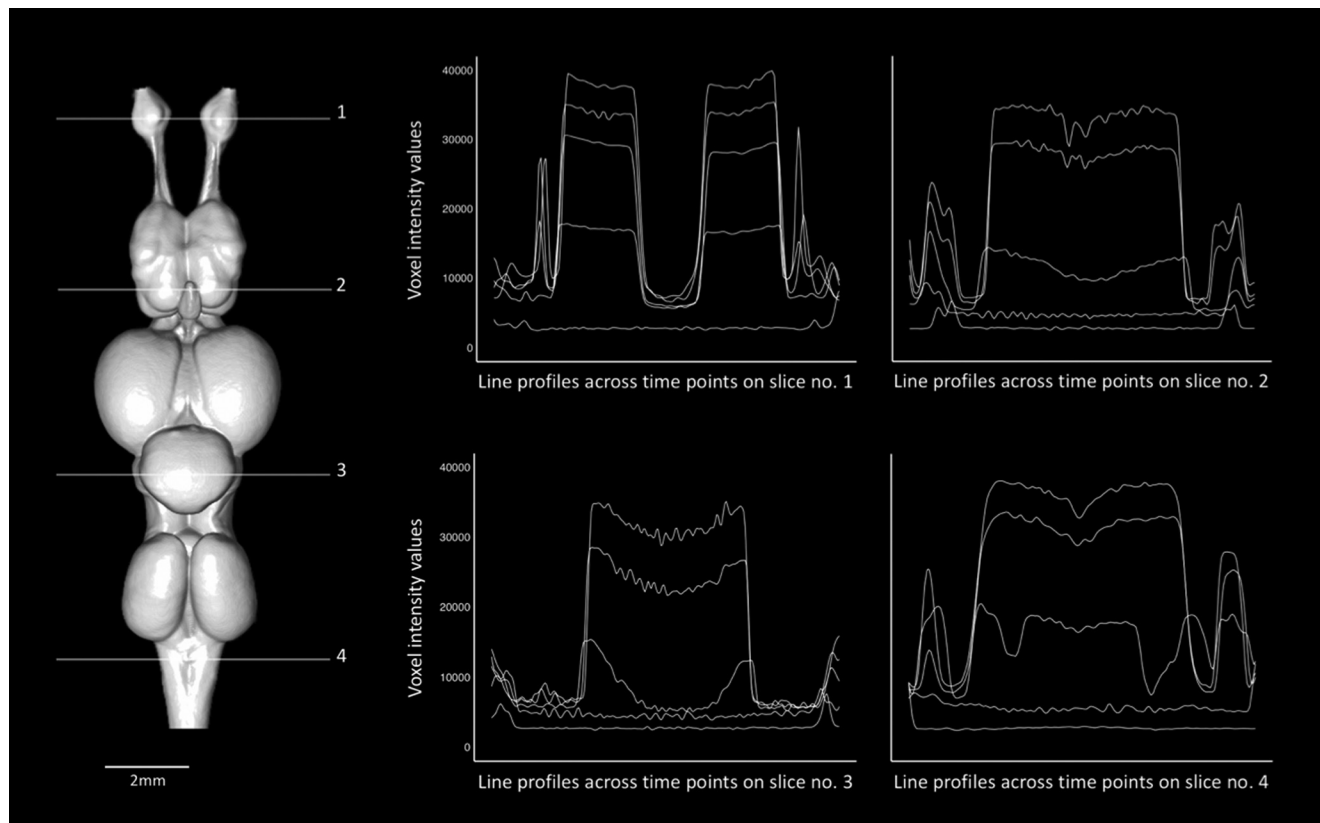 1
2
3
4
2mm
Voxel intensity values
40000
30000
20000
10000
0
Line profiles across time points on slice no. 1
Line profiles across time points on slice no. 2
Voxel intensity values
40000
30000
20000
10000
0
Line profiles across time points on slice no. 3
Line profiles across time points on slice no. 4